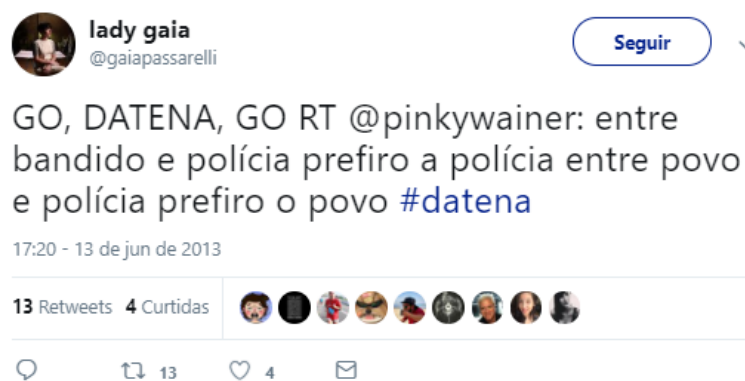 lady gaia
@gaiapassarelli
Seguir
GO, DATENA, GO RT @pinkywainer: entre
bandido e polícia prefiro a polícia entre povo
e polícia prefiro o povo #datena
17:20 - 13 de jun de 2013
13 Retweets 4 Curtidas
13 4